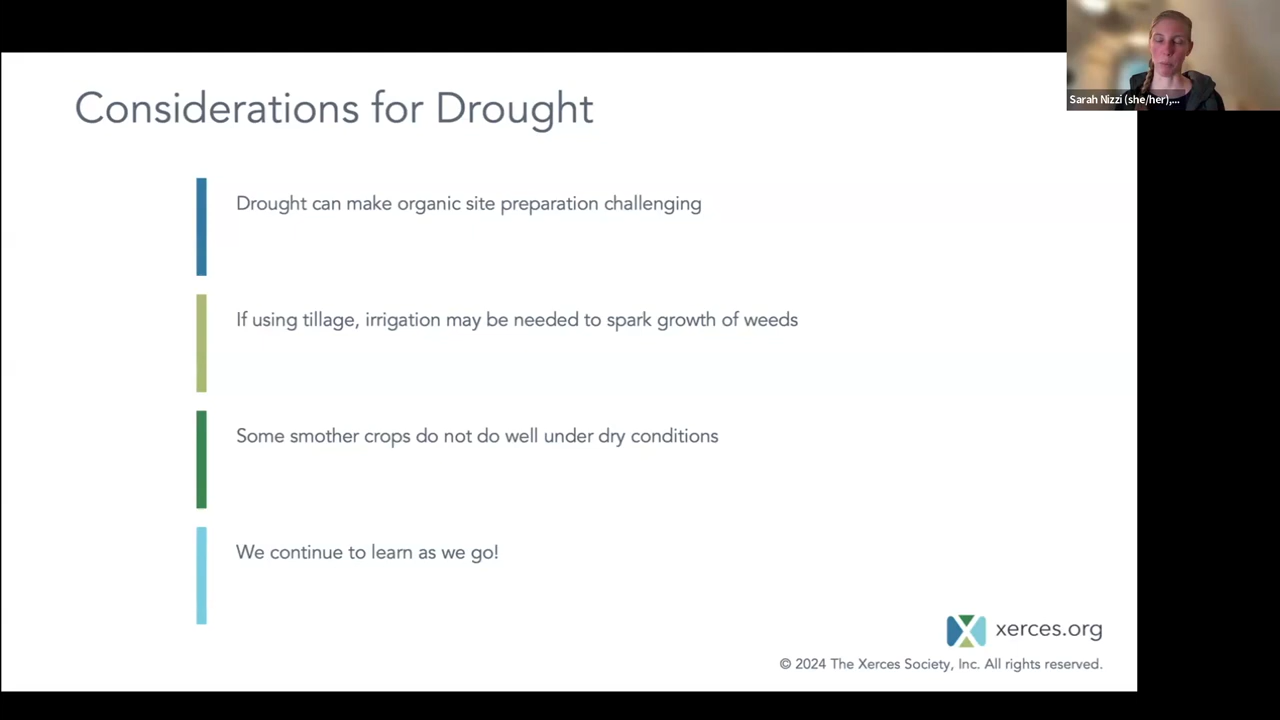 Sarah Nizzi (she/her),...
Considerations for Drought
Drought can make organic site preparation challenging
If using tillage, irrigation may be needed to spark growth of weeds
Some smother crops do not do well under dry conditions
We continue to learn as we go!
xerces.org
© 2024 The Xerces Society, Inc. All rights reserved.